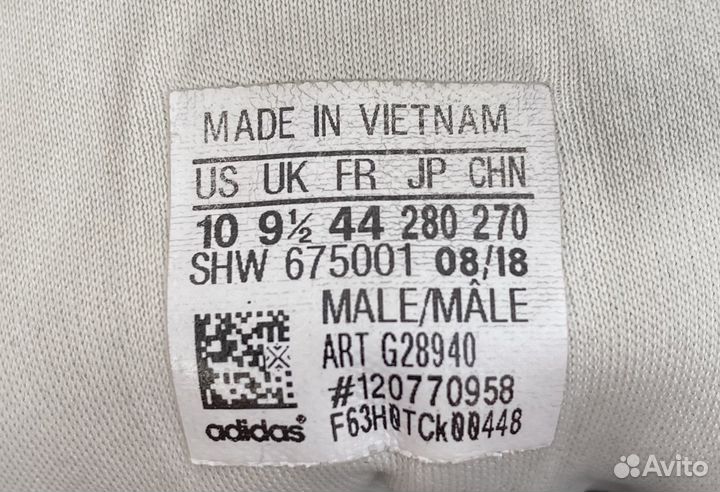 MADE IN VIETNAM
US UK FR JP CHN
10 9½ 44 280 270
SHW 675001 08/18
MALE/MÂLE
ART G28940
#120770958
adidas F63H0TCk00448
Avito